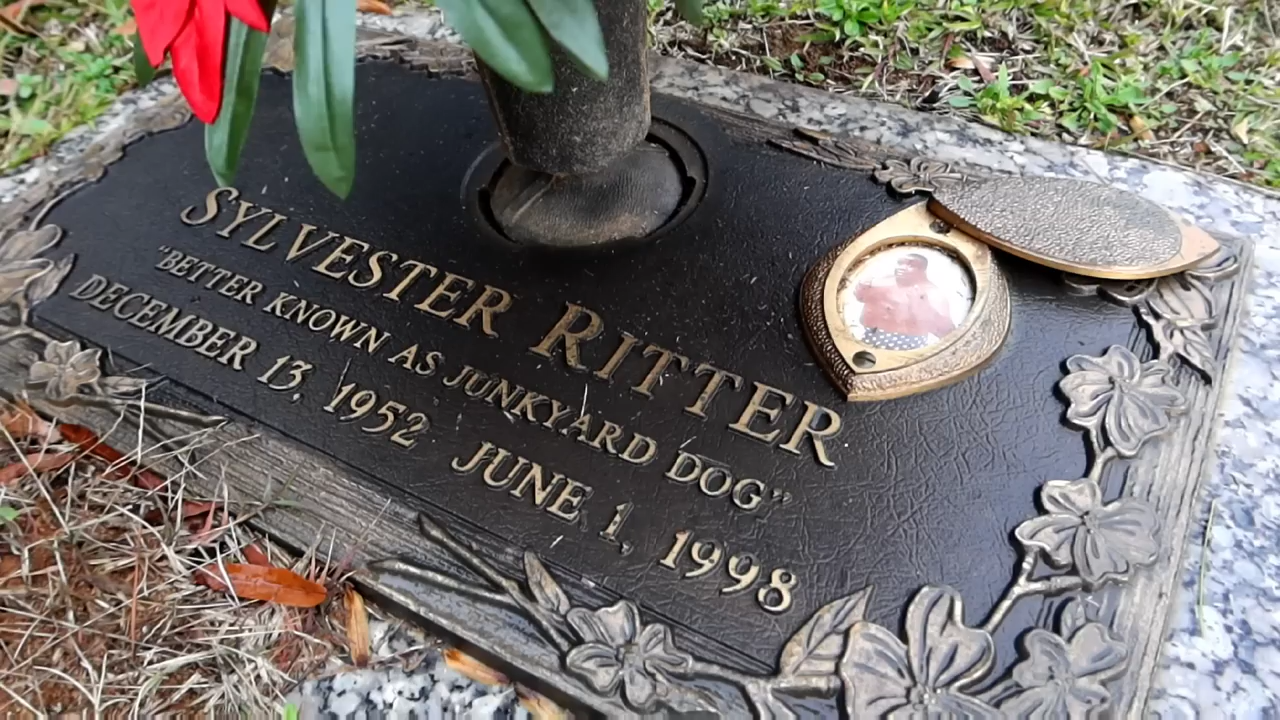 SYLVESTER RITTER
"BETTER KNOWN AS JUNKYARD DOG"
DECEMBER 13, 1952 JUNE 1, 1998